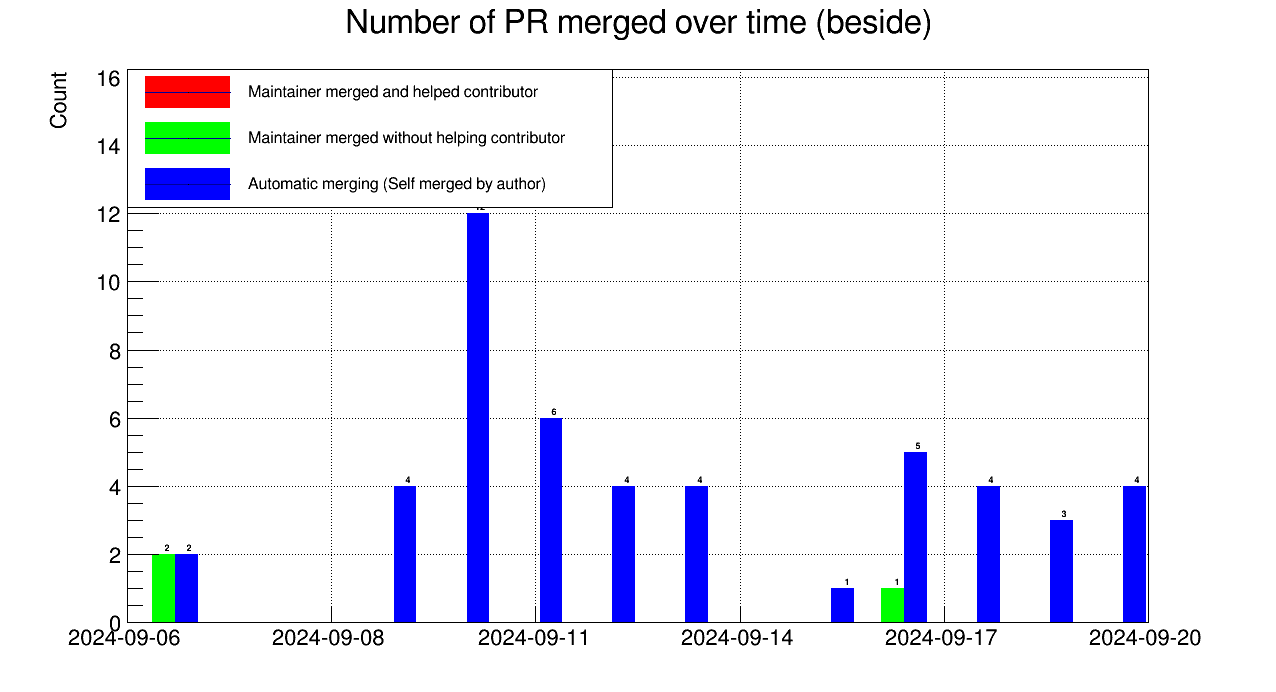 Number of PR merged over time (beside)
Count
16
14
12
10
8
6
4
2
0
Maintainer merged and helped contributor
Maintainer merged without helping contributor
Automatic merging (Self merged by author)
2 2 4 6 4 4 1 1 5 4 3 4
2024-09-06 2024-09-08 2024-09-11 2024-09-14 2024-09-17 2024-09-20